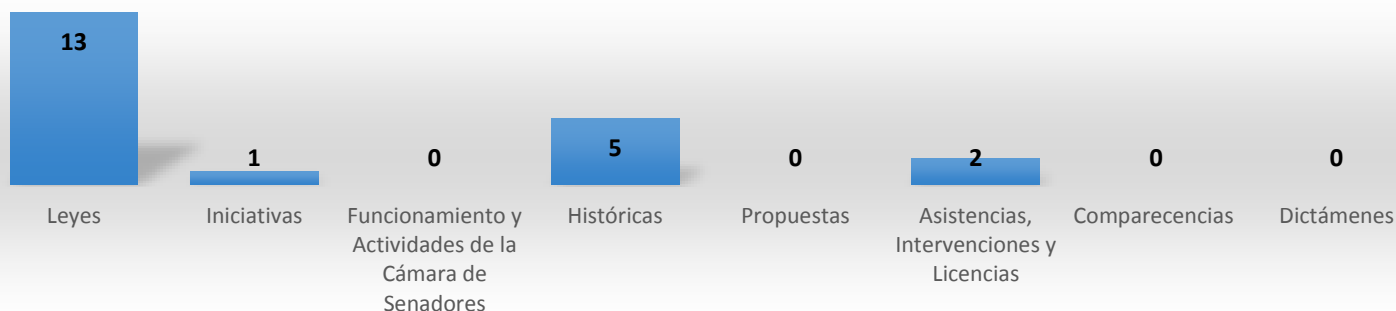 13
1
0
5
0
2
0
0
Leyes
Iniciativas
Funcionamiento y
Actividades de la
Cámara de
Senadores
Históricas
Propuestas
Asistencias,
Intervenciones y
Licencias
Comparecencias
Dictámenes